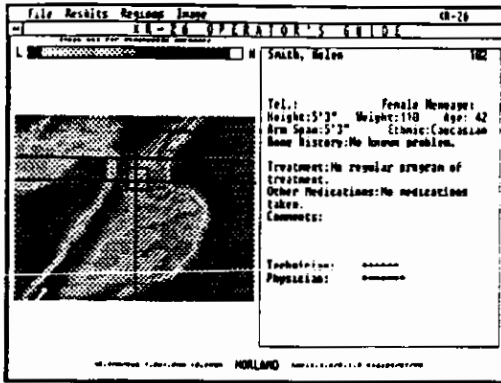 File Results Regions Image XR-26
XR-26 OPERATOR'S GUIDE
L H
Smith, Helen 102
Tel.: Female Menopause:
Height:5'3" Weight:110 Age: 42
Arm Span:5'3" Ethnic:Caucasian
Bone History:No known problem.
Treatment:No regular program of
treatment.
Other Medications:No medications
taken.
Comments:
Technician: ******
Physician: *******
NORLAND